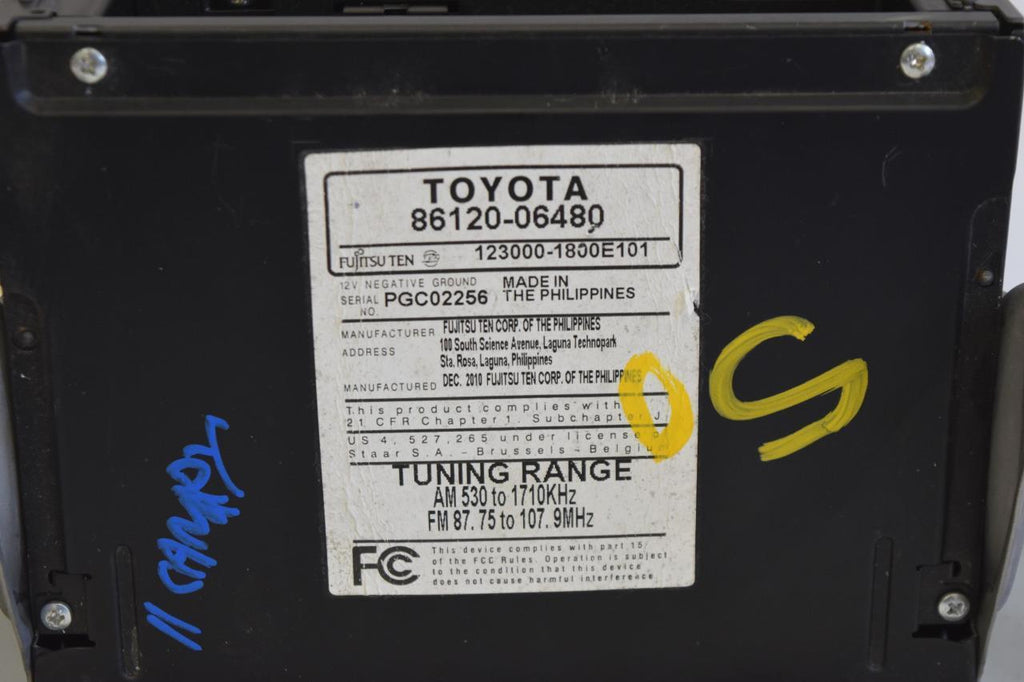 TOYOTA
86120-06480
FUJITSU TEN 123000-1800E101
12V NEGATIVE GROUND MADE IN
SERIAL NO. PGC02256 THE PHILIPPINES
MANUFACTURER FUJITSU TEN CORP. OF THE PHILIPPINES
ADDRESS 100 South Science Avenue, Laguna Technopark
Sta. Rosa, Laguna, Philippines
MANUFACTURED DEC. 2010 FUJITSU TEN CORP. OF THE PHILIPPINES
This product complies with
21 CFR Chapter 1. Subchapter J.
US 4. 527,265 under license of
Staar S.A. – Brussels – Belgium
TUNING RANGE
AM 530 to 1710KHz
FM 87. 75 to 107. 9MHz
FC This device complies with part 15
of the FCC Rules. Operation is subject
to the condition that this device
does not cause harmful interference.
11 CAMRY